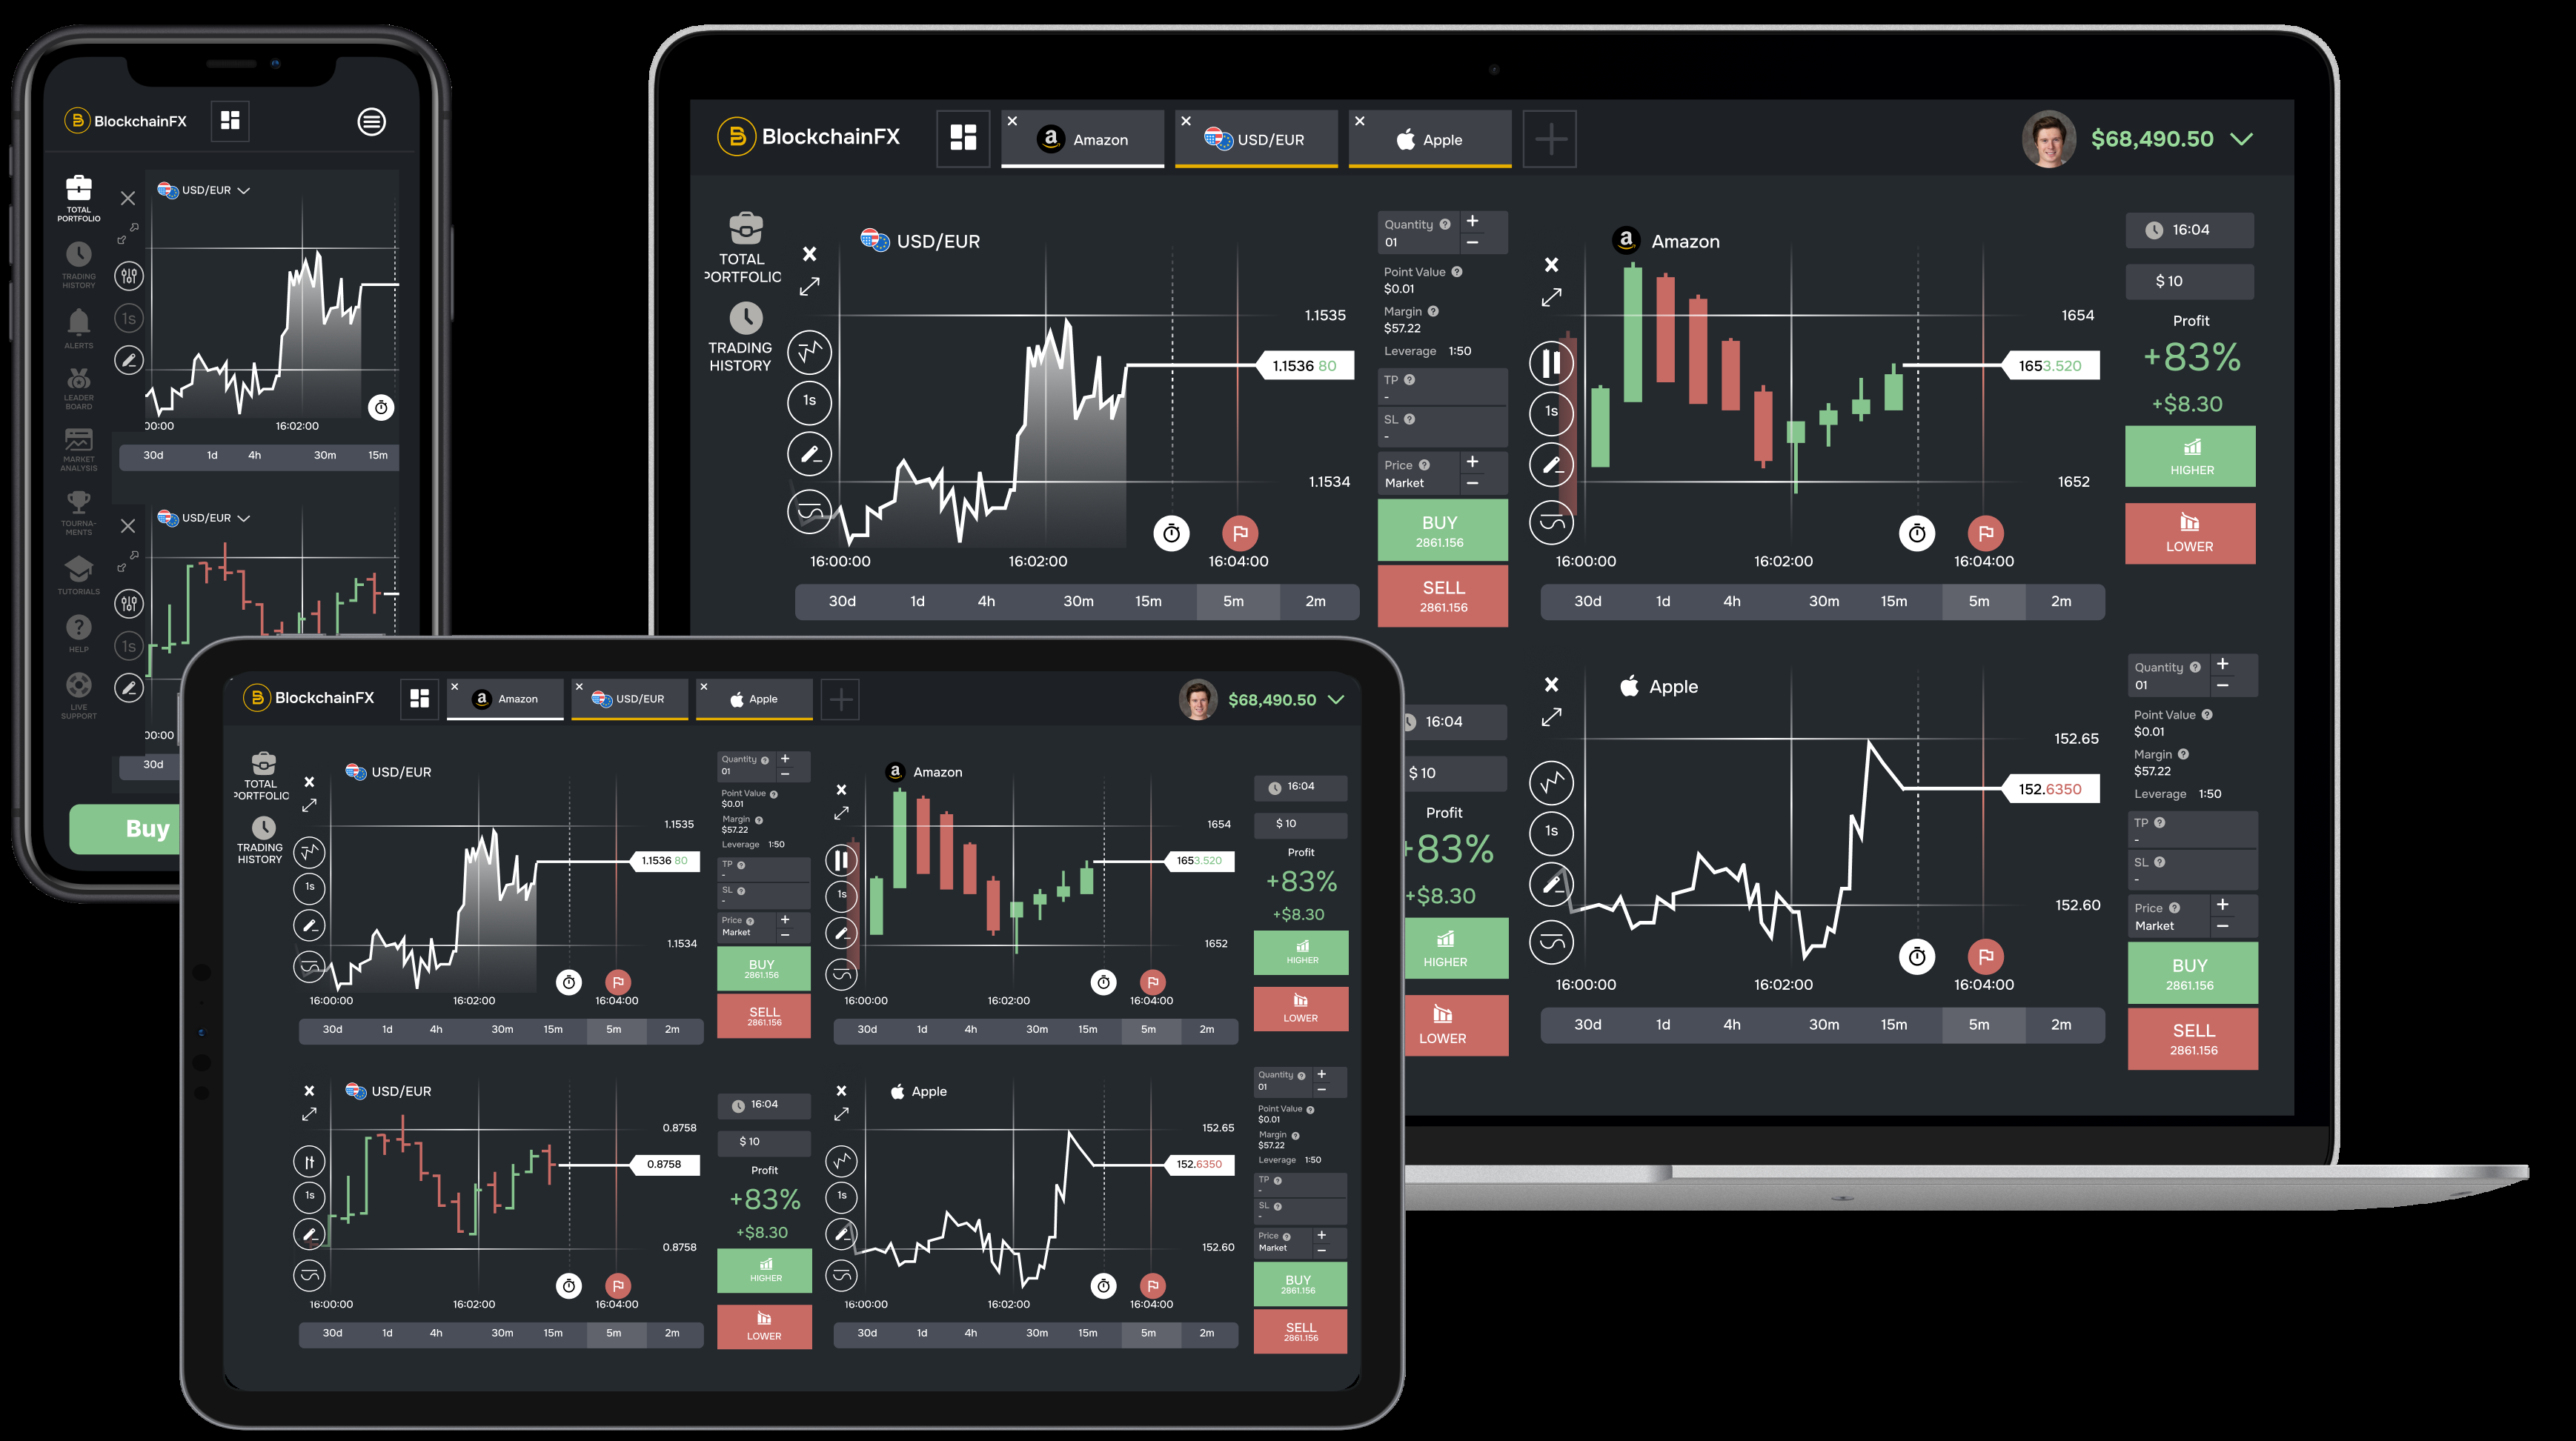 BlockchainFX
TOTAL
PORTFOLIO
TRADING
HISTORY
ALERTS
LEADER
BOARD
MARKET
ANALYSIS
TOURNA-
MENTS
TUTORIALS
HELP
LIVE
SUPPORT
USD/EUR
1s
00:00
16:02:00
30d 1d 4h 30m 15m
USD/EUR
1s
00:00
30d
Buy
BlockchainFX
Amazon
USD/EUR
Apple
$68,490.50
TOTAL
PORTFOLIO
TRADING
HISTORY
USD/EUR
1s
1.1535
1.1536 80
1.1534
16:00:00 16:02:00 16:04:00
30d 1d 4h 30m 15m 5m 2m
Quantity
01
Point Value
$0.01
Margin
$57.22
Leverage 1:50
TP
-
SL
-
Price
Market
BUY
2861.156
SELL
2861.156
a Amazon
1s
1654
1653.520
1652
16:00:00 16:02:00 16:04:00
30d 1d 4h 30m 15m 5m 2m
16:04
$ 10
Profit
+83%
+$8.30
HIGHER
LOWER
16:04
$ 10
Profit
+83%
+$8.30
HIGHER
LOWER
Apple
1s
152.65
152.6350
152.60
16:00:00 16:02:00 16:04:00
30d 1d 4h 30m 15m 5m 2m
Quantity
01
Point Value
$0.01
Margin
$57.22
Leverage 1:50
TP
-
SL
-
Price
Market
BUY
2861.156
SELL
2861.156
BlockchainFX
a Amazon
USD/EUR
Apple
$68,490.50
TOTAL
PORTFOLIO
TRADING
HISTORY
USD/EUR
1s
1.1535
1.1536 80
1.1534
16:00:00 16:02:00 16:04:00
30d 1d 4h 30m 15m 5m 2m
Quantity
01
Point Value
$0.01
Margin
$57.22
Leverage 1:50
TP
-
SL
-
Price
Market
BUY
2861.156
SELL
2861.156
a Amazon
1s
1654
1653.520
1652
16:00:00 16:02:00 16:04:00
30d 1d 4h 30m 15m 5m 2m
16:04
$ 10
Profit
+83%
+$8.30
HIGHER
LOWER
USD/EUR
1s
0.8758
0.8758
0.8758
16:00:00 16:02:00 16:04:00
30d 1d 4h 30m 15m 5m 2m
16:04
$ 10
Profit
+83%
+$8.30
HIGHER
LOWER
Apple
1s
152.65
152.6350
152.60
16:00:00 16:02:00 16:04:00
30d 1d 4h 30m 15m 5m 2m
Quantity
01
Point Value
$0.01
Margin
$57.22
Leverage 1:50
TP
-
SL
-
Price
Market
BUY
2861.156
SELL
2861.156